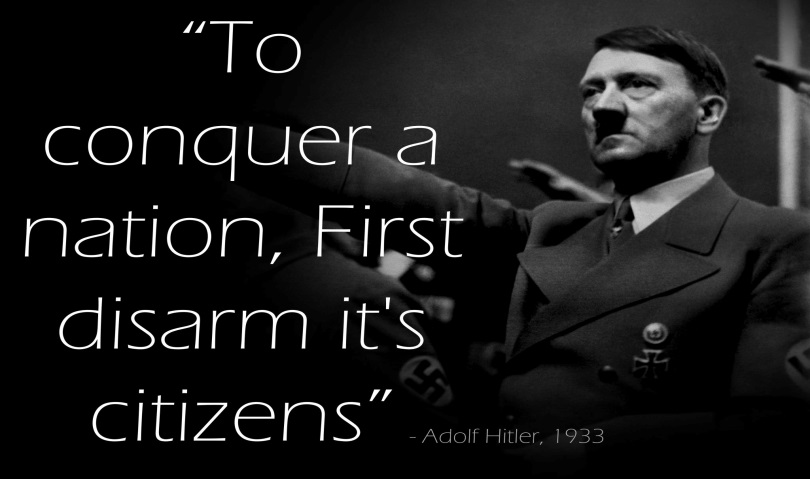 “To
conquer a
nation, First
disarm it's
citizens”
- Adolf Hitler, 1933